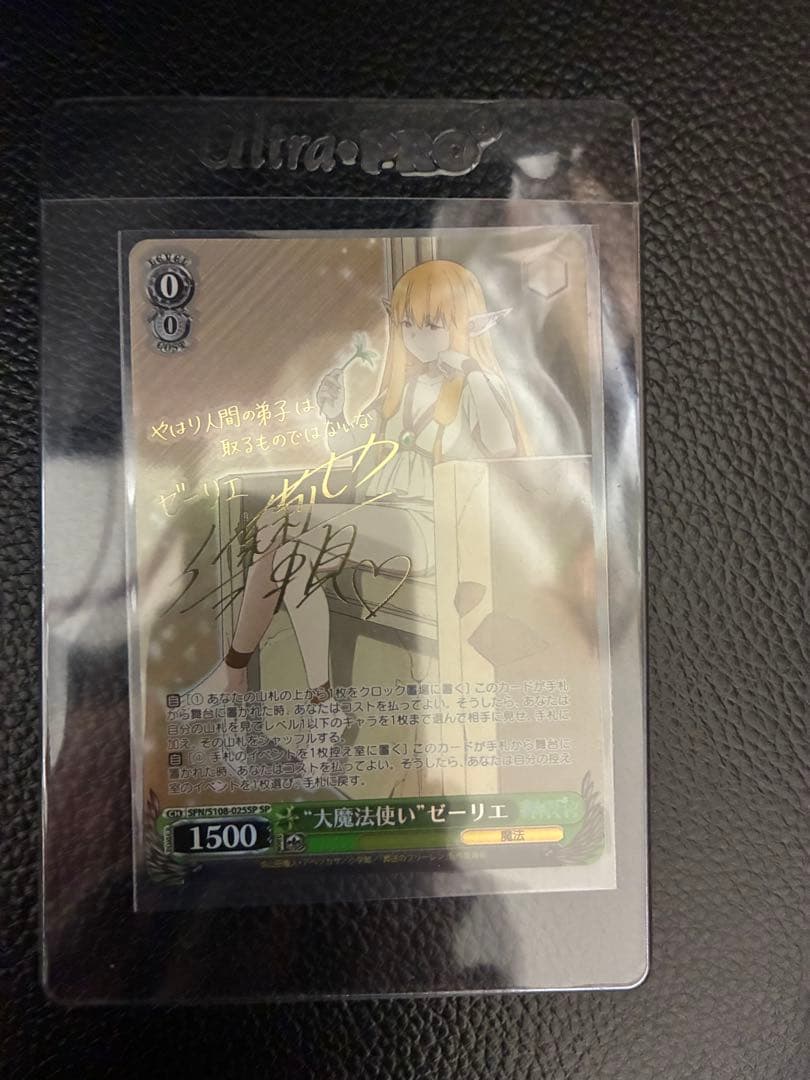 Ultra•PRO
LEVEL
0
0
COST
やはり人間の弟子は
取るものではないな
ゼーリエ
自 [① あなたの山札の上から1枚をクロック置場に置く] このカードが手札
から舞台に置かれた時、あなたはコストを払ってよい。そうしたら、あなたは
自分の山札を見てレベル1以下のキャラを1枚まで選んで相手に見せ、手札に
加え、その山札をシャッフルする。
手札のイベントを1枚控え室に置く] このカードが手札から舞台に
置かれた時、あなたはコストを払ってよい。そうしたら、あなたは自分の控え
室のイベントを1枚選び、手札に戻す。
CH SFN/S108-025SP SP
1500
1
“大魔法使い”ゼーリエ
魔法